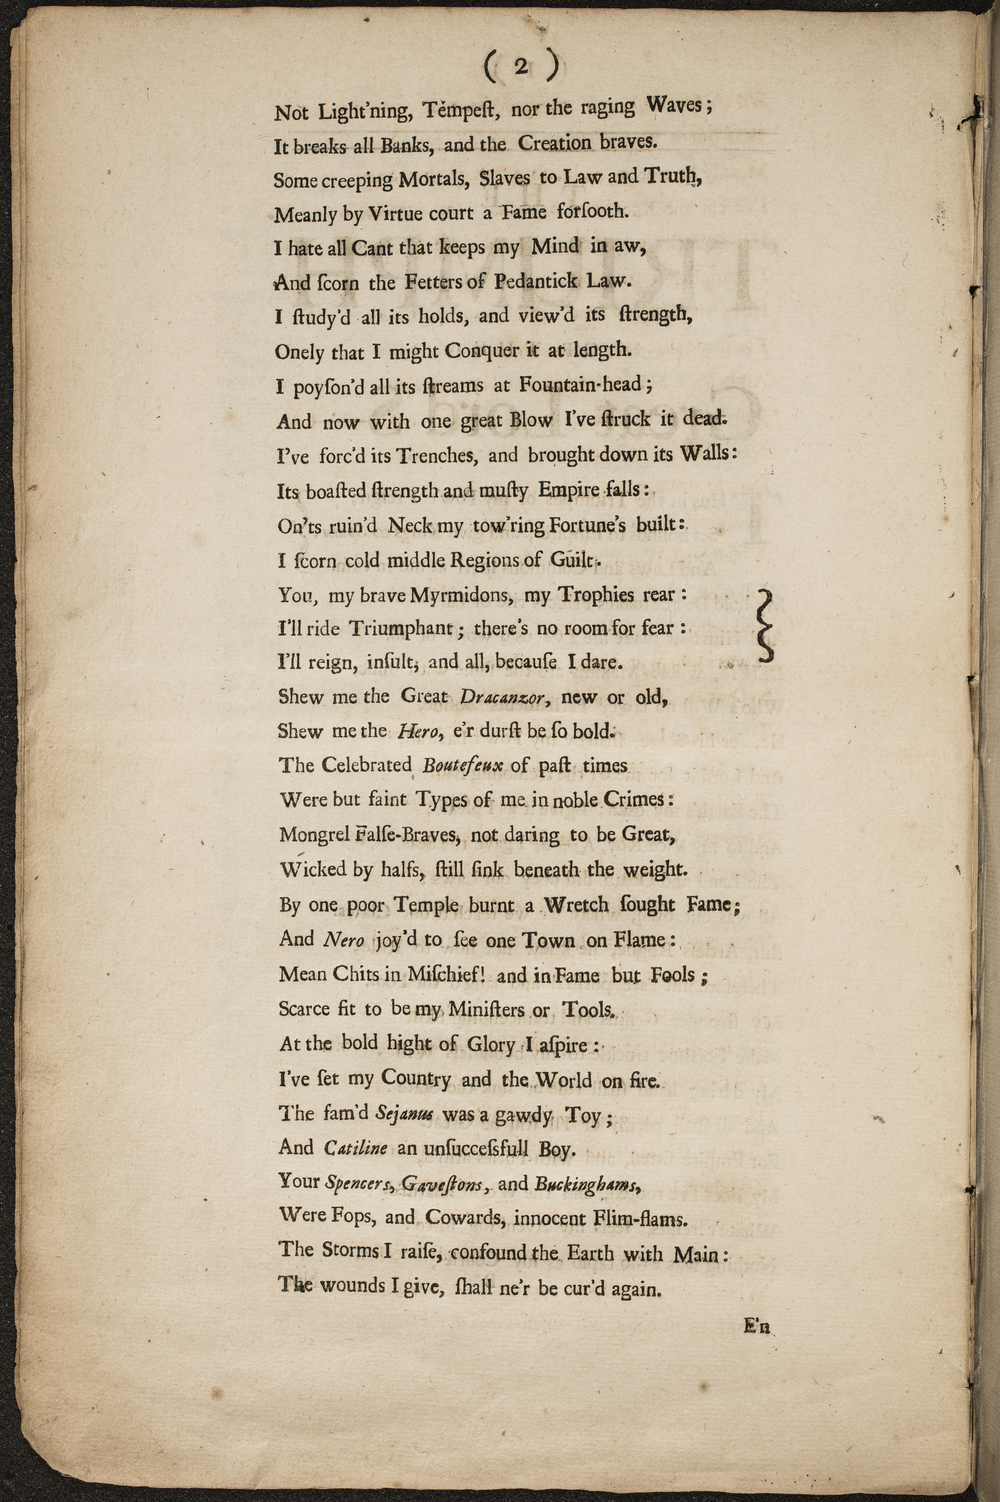 ( 2 )
Not Light'ning, Tempeſt, nor the raging Waves;
It breaks all Banks, and the Creation braves.
Some creeping Mortals, Slaves to Law and Truth,
Meanly by Virtue court a Fame forſooth.
I hate all Cant that keeps my Mind in aw,
And ſcorn the Fetters of Pedantick Law.
I ſtudy'd all its holds, and view'd its ſtrength,
Onely that I might Conquer it at length.
I poyſon'd all its ſtreams at Fountain-head;
And now with one great Blow I've ſtruck it dead.
I've forc'd its Trenches, and brought down its Walls:
Its boaſted ſtrength and muſty Empire falls:
On'ts ruin'd Neck my tow'ring Fortune's built:
I ſcorn cold middle Regions of Guilt.
You, my brave Myrmidons, my Trophies rear:
I'll ride Triumphant; there's no room for fear:
I'll reign, inſult, and all, becauſe I dare.
Shew me the Great Dracanzor, new or old,
Shew me the Hero, e'r durſt be ſo bold.
The Celebrated Boutefeux of paſt times
Were but faint Types of me in noble Crimes:
Mongrel Falſe-Braves, not daring to be Great,
Wicked by halfs, ſtill ſink beneath the weight.
By one poor Temple burnt a Wretch ſought Fame;
And Nero joy'd to ſee one Town on Flame:
Mean Chits in Miſchief! and in Fame but Fools;
Scarce fit to be my Miniſters or Tools.
At the bold hight of Glory I aſpire:
I've ſet my Country and the World on fire.
The fam'd Sejanus was a gawdy Toy;
And Catiline an unſucceſsfull Boy.
Your Spencers, Gaveſtons, and Buckinghams,
Were Fops, and Cowards, innocent Flim-flams.
The Storms I raiſe, confound the Earth with Main:
The wounds I give, ſhall ne'r be cur'd again.
E'n